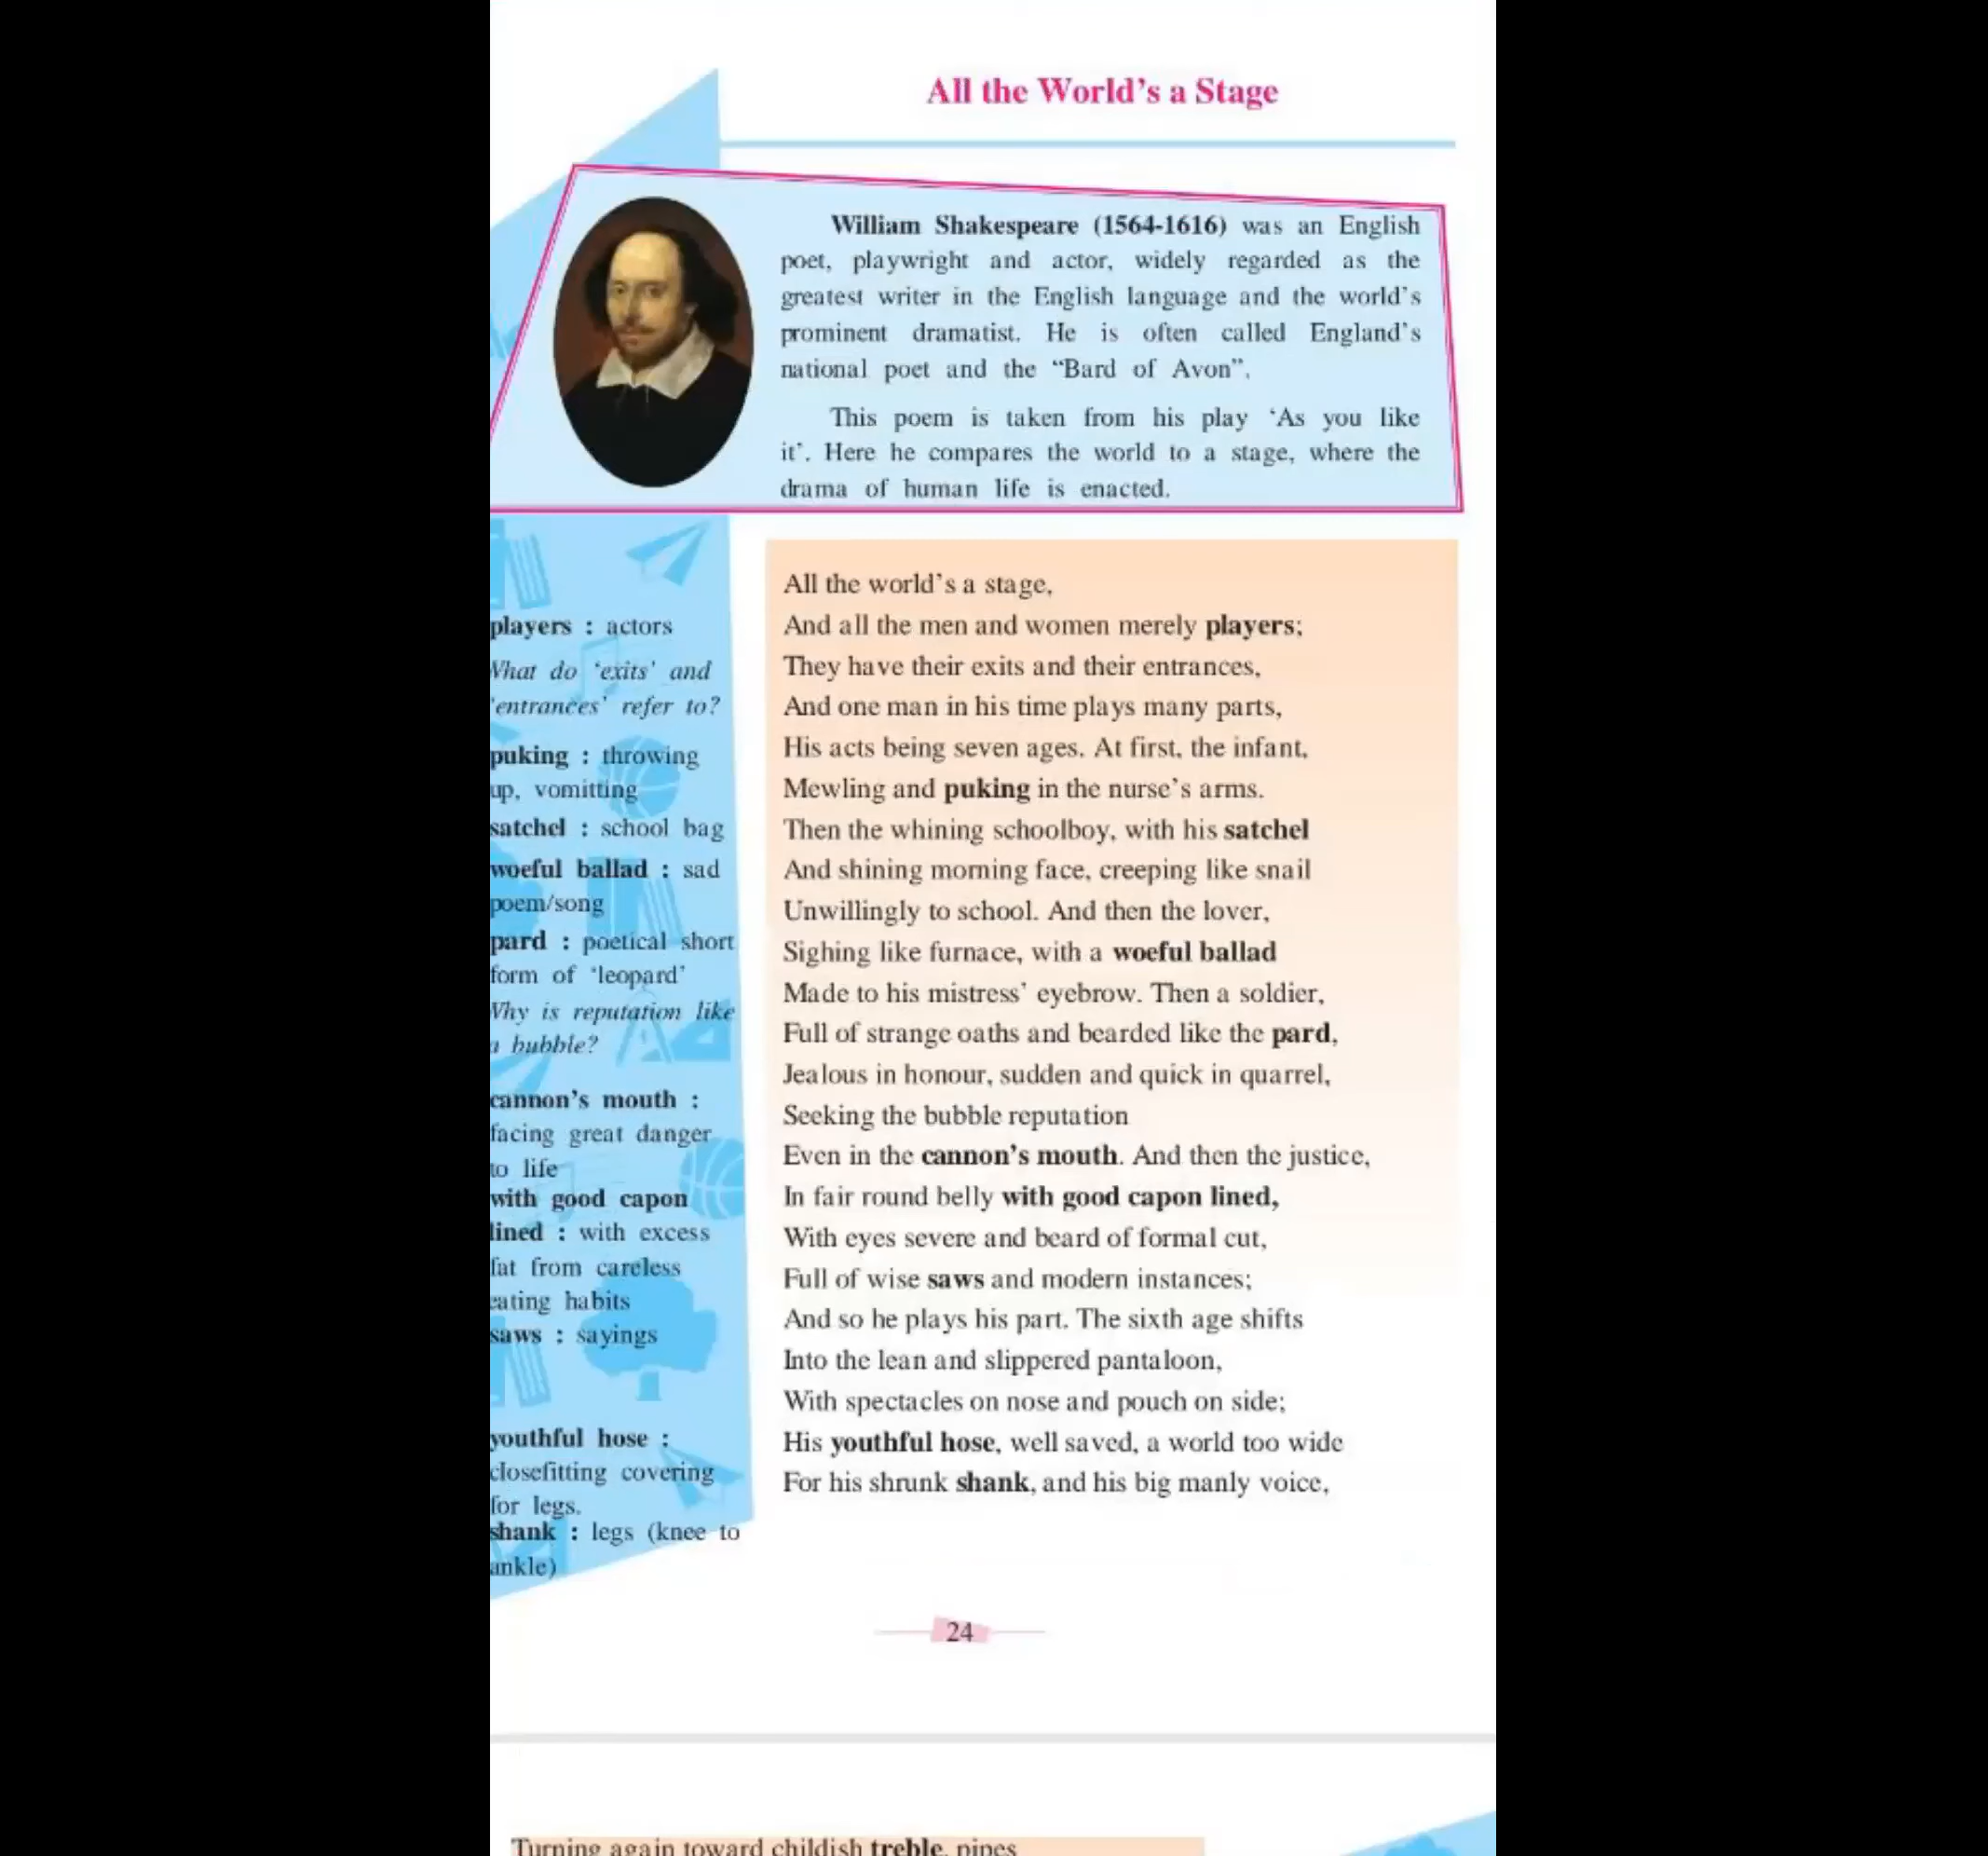 All the World's a Stage
William Shakespeare (1564-1616) was an English
poet, playwright and actor, widely regarded as the
greatest writer in the English language and the world's
prominent dramatist. He is often called England's
national poet and the “Bard of Avon”.
This poem is taken from his play ‘As you like
it’. Here he compares the world to a stage, where the
drama of human life is enacted.
players : actors
What do ‘exits’ and
‘entrances’ refer to?
puking : throwing
up, vomitting
satchel : school bag
woeful ballad : sad
poem/song
pard : poetical short
form of ‘leopard’
Why is reputation like
a bubble?
cannon's mouth :
facing great danger
to life
with good capon
lined : with excess
fat from careless
eating habits
saws : sayings
youthful hose :
closefitting covering
for legs.
shank : legs (knee to
ankle)
All the world's a stage,
And all the men and women merely players;
They have their exits and their entrances,
And one man in his time plays many parts,
His acts being seven ages. At first, the infant,
Mewling and puking in the nurse's arms.
Then the whining schoolboy, with his satchel
And shining morning face, creeping like snail
Unwillingly to school. And then the lover,
Sighing like furnace, with a woeful ballad
Made to his mistress’ eyebrow. Then a soldier,
Full of strange oaths and bearded like the pard,
Jealous in honour, sudden and quick in quarrel,
Seeking the bubble reputation
Even in the cannon's mouth. And then the justice,
In fair round belly with good capon lined,
With eyes severe and beard of formal cut,
Full of wise saws and modern instances;
And so he plays his part. The sixth age shifts
Into the lean and slippered pantaloon,
With spectacles on nose and pouch on side;
His youthful hose, well saved, a world too wide
For his shrunk shank, and his big manly voice,
24
Turning again toward childish treble, pipes